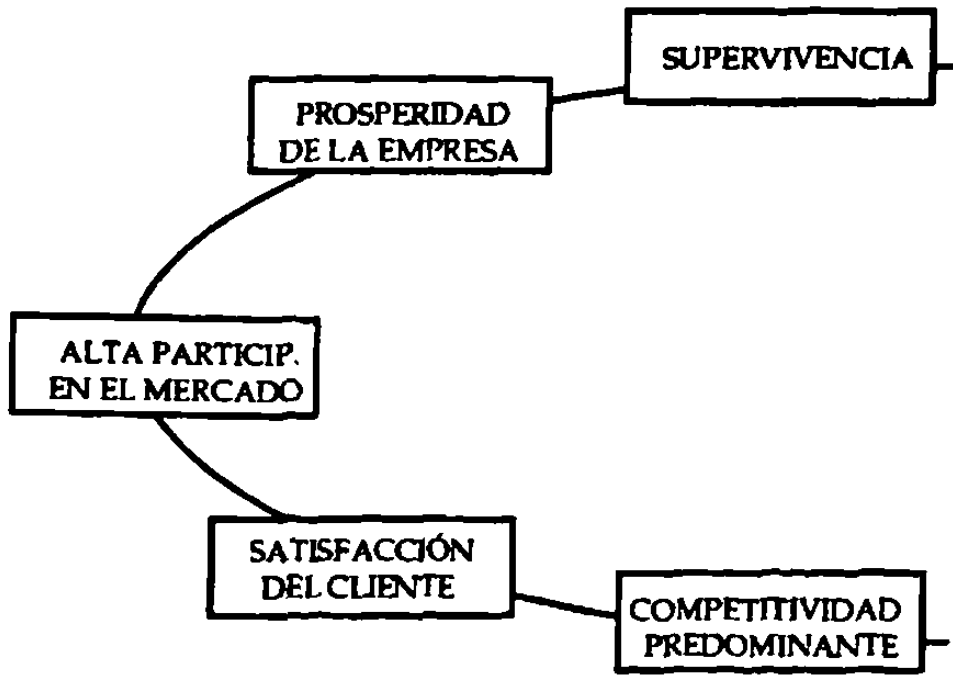 SUPERVIVENCIA
PROSPERIDAD
DE LA EMPRESA
ALTA PARTICIP.
EN EL MERCADO
SATISFACCIÓN
DEL CLIENTE
COMPETITIVIDAD
PREDOMINANTE